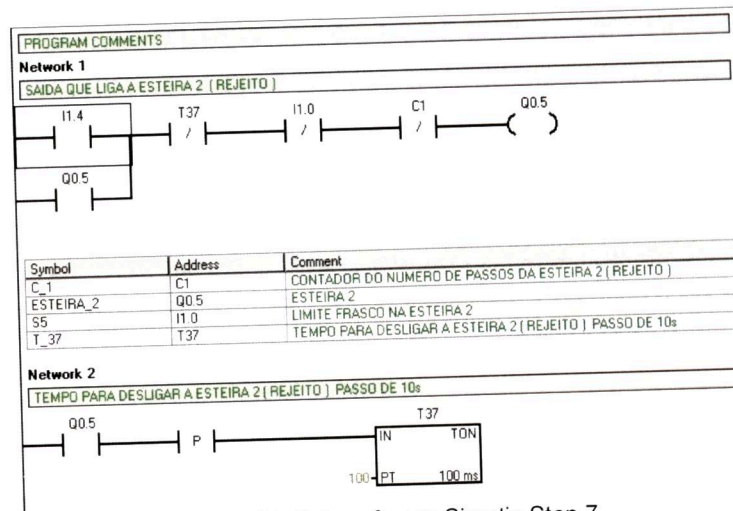 PROGRAM COMMENTS
Network 1
SAIDA QUE LIGA A ESTEIRA 2 ( REJEITO )
I1.4 T37 I1.0 C1 Q0.5
/ / /
Q0.5
Symbol Address Comment
C_1 C1 CONTADOR DO NUMERO DE PASSOS DA ESTEIRA 2 ( REJEITO )
ESTEIRA_2 Q0.5 ESTEIRA 2
S5 I1.0 LIMITE FRASCO NA ESTEIRA 2
T_37 T37 TEMPO PARA DESLIGAR A ESTEIRA 2 ( REJEITO ) PASSO DE 10s
Network 2
TEMPO PARA DESLIGAR A ESTEIRA 2 ( REJEITO ) PASSO DE 10s
Q0.5 T37
P IN TON
100 PT 100 ms
Step 7